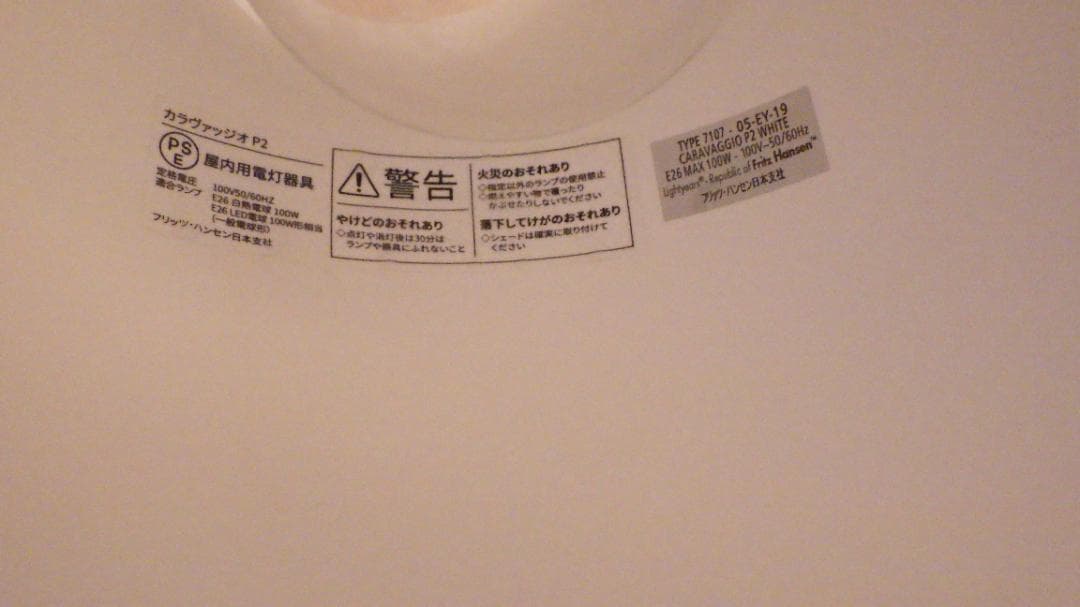 カラヴァッジオ P2
PS
E
屋内用電灯器具
定格電圧 100V50/60HZ
適合ランプ E26 白熱電球 100W
E26 LED電球 100W形相当
(一般電球形)
フリッツ・ハンセン日本支社
警告
やけどのおそれあり
◇点灯や消灯後は30分は
ランプや器具にふれないこと
火災のおそれあり
◇指定以外のランプの使用禁止
◇燃えやすい物で覆ったり
かぶせたりしないでください
落下してけがのおそれあり
◇シェードは確実に取り付けて
ください
TYPE 7107 - 05-EY-19
CARAVAGGIO P2 WHITE
E26 MAX 100W - 100V~50/60Hz
Lightyears® - Republic of Fritz Hansen™
フリッツ・ハンセン日本支社